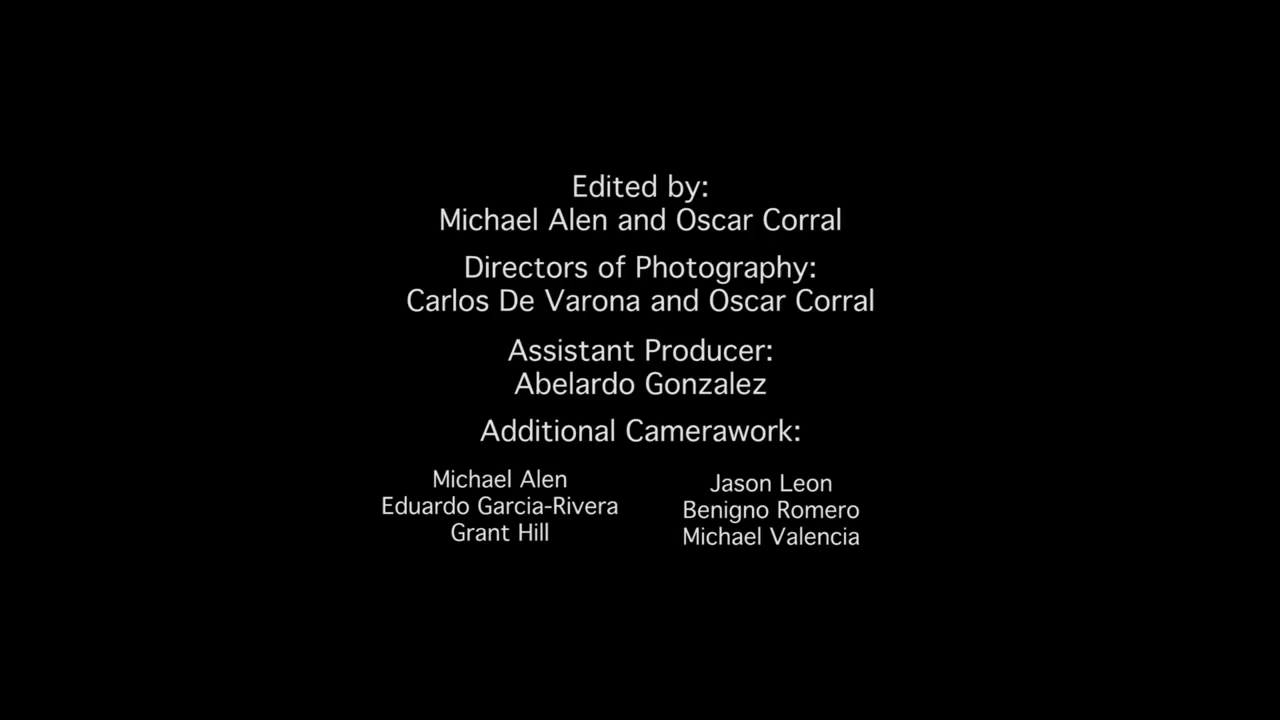 Edited by:
Michael Alen and Oscar Corral
Directors of Photography:
Carlos De Varona and Oscar Corral
Assistant Producer:
Abelardo Gonzalez
Additional Camerawork:
Michael Alen
Eduardo Garcia-Rivera
Grant Hill
Jason Leon
Benigno Romero
Michael Valencia